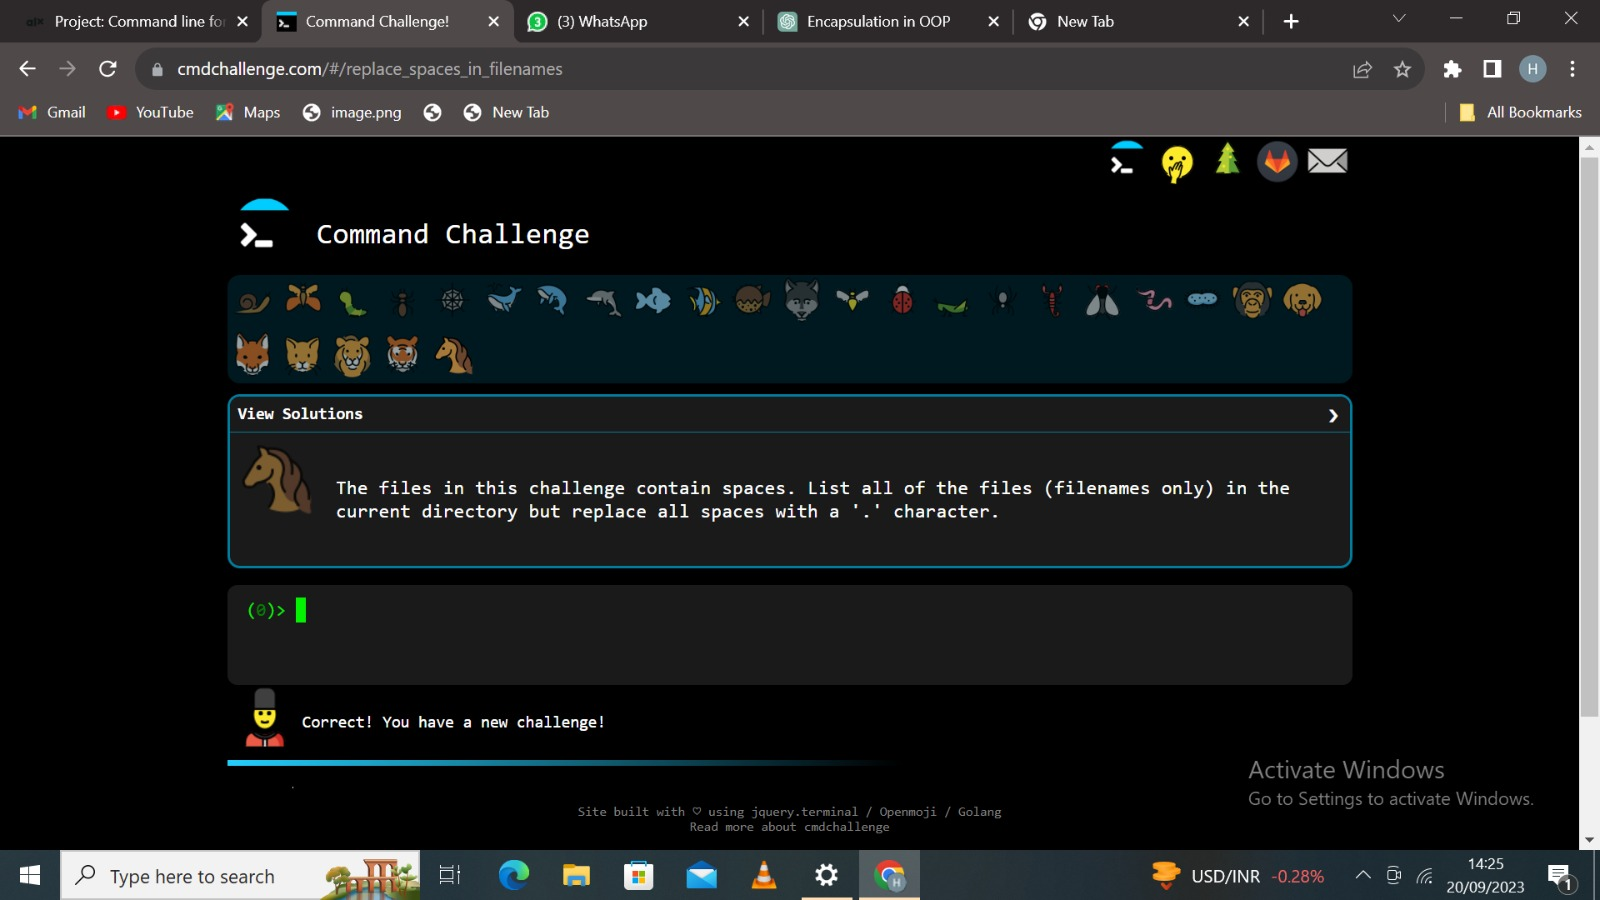 Project: Command line for
Command Challenge!
(3) WhatsApp
Encapsulation in OOP
New Tab
cmdchallenge.com/#/replace_spaces_in_filenames
H
Gmail
YouTube
Maps
image.png
New Tab
All Bookmarks
Command Challenge
View Solutions
The files in this challenge contain spaces. List all of the files (filenames only) in the
current directory but replace all spaces with a '.' character.
(0)>
Correct! You have a new challenge!
Activate Windows
Go to Settings to activate Windows.
Site built with ♡ using jquery.terminal / Openmoji / Golang
Read more about cmdchallenge
Type here to search
USD/INR -0.28%
14:25
20/09/2023
1